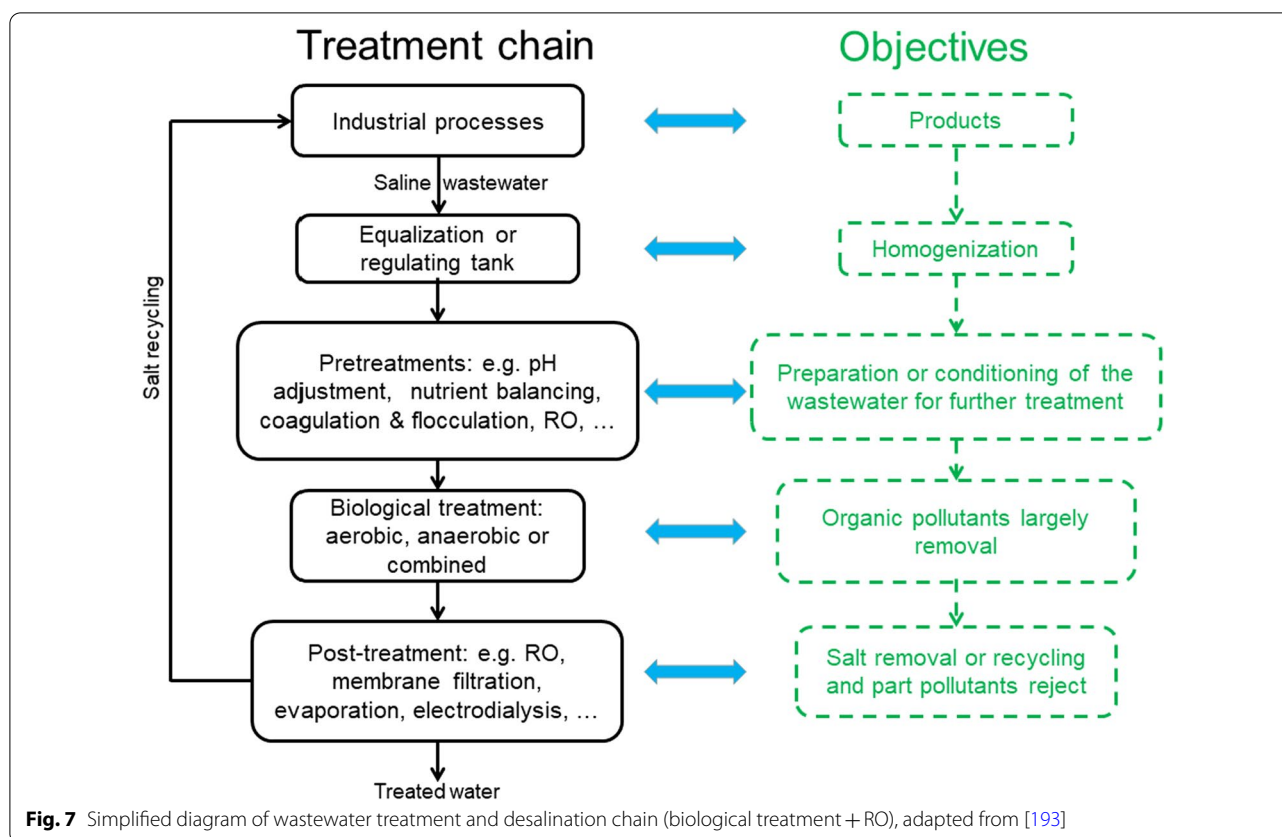 Treatment chain
Objectives
Industrial processes
Products
Saline wastewater
Equalization or
regulating tank
Homogenization
Salt recycling
Pretreatments: e.g. pH
adjustment, nutrient balancing,
coagulation & flocculation, RO, …
Preparation or conditioning of the
wastewater for further treatment
Biological treatment:
aerobic, anaerobic or
combined
Organic pollutants largely
removal
Post-treatment: e.g. RO,
membrane filtration,
evaporation, electrodialysis, …
Salt removal or recycling
and part pollutants reject
Treated water
Fig. 7 Simplified diagram of wastewater treatment and desalination chain (biological treatment + RO), adapted from [193]